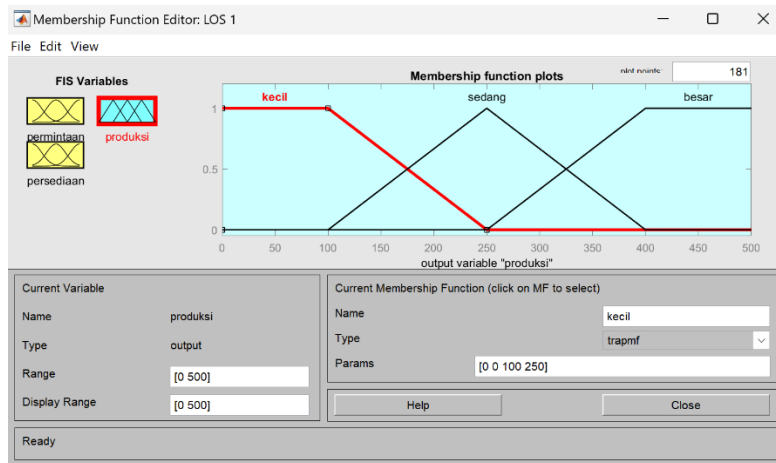 Membership Function Editor: LOS 1
File Edit View
FIS Variables
permintaan
produksi
persediaan
Membership function plots
plot points:
181
kecil
sedang
besar
1
0.5
0
0 50 100 150 200 250 300 350 400 450 500
output variable "produksi"
Current Variable
Name produksi
Type output
Range [0 500]
Display Range [0 500]
Current Membership Function (click on MF to select)
Name kecil
Type trapmf
Params [0 0 100 250]
Help Close
Ready